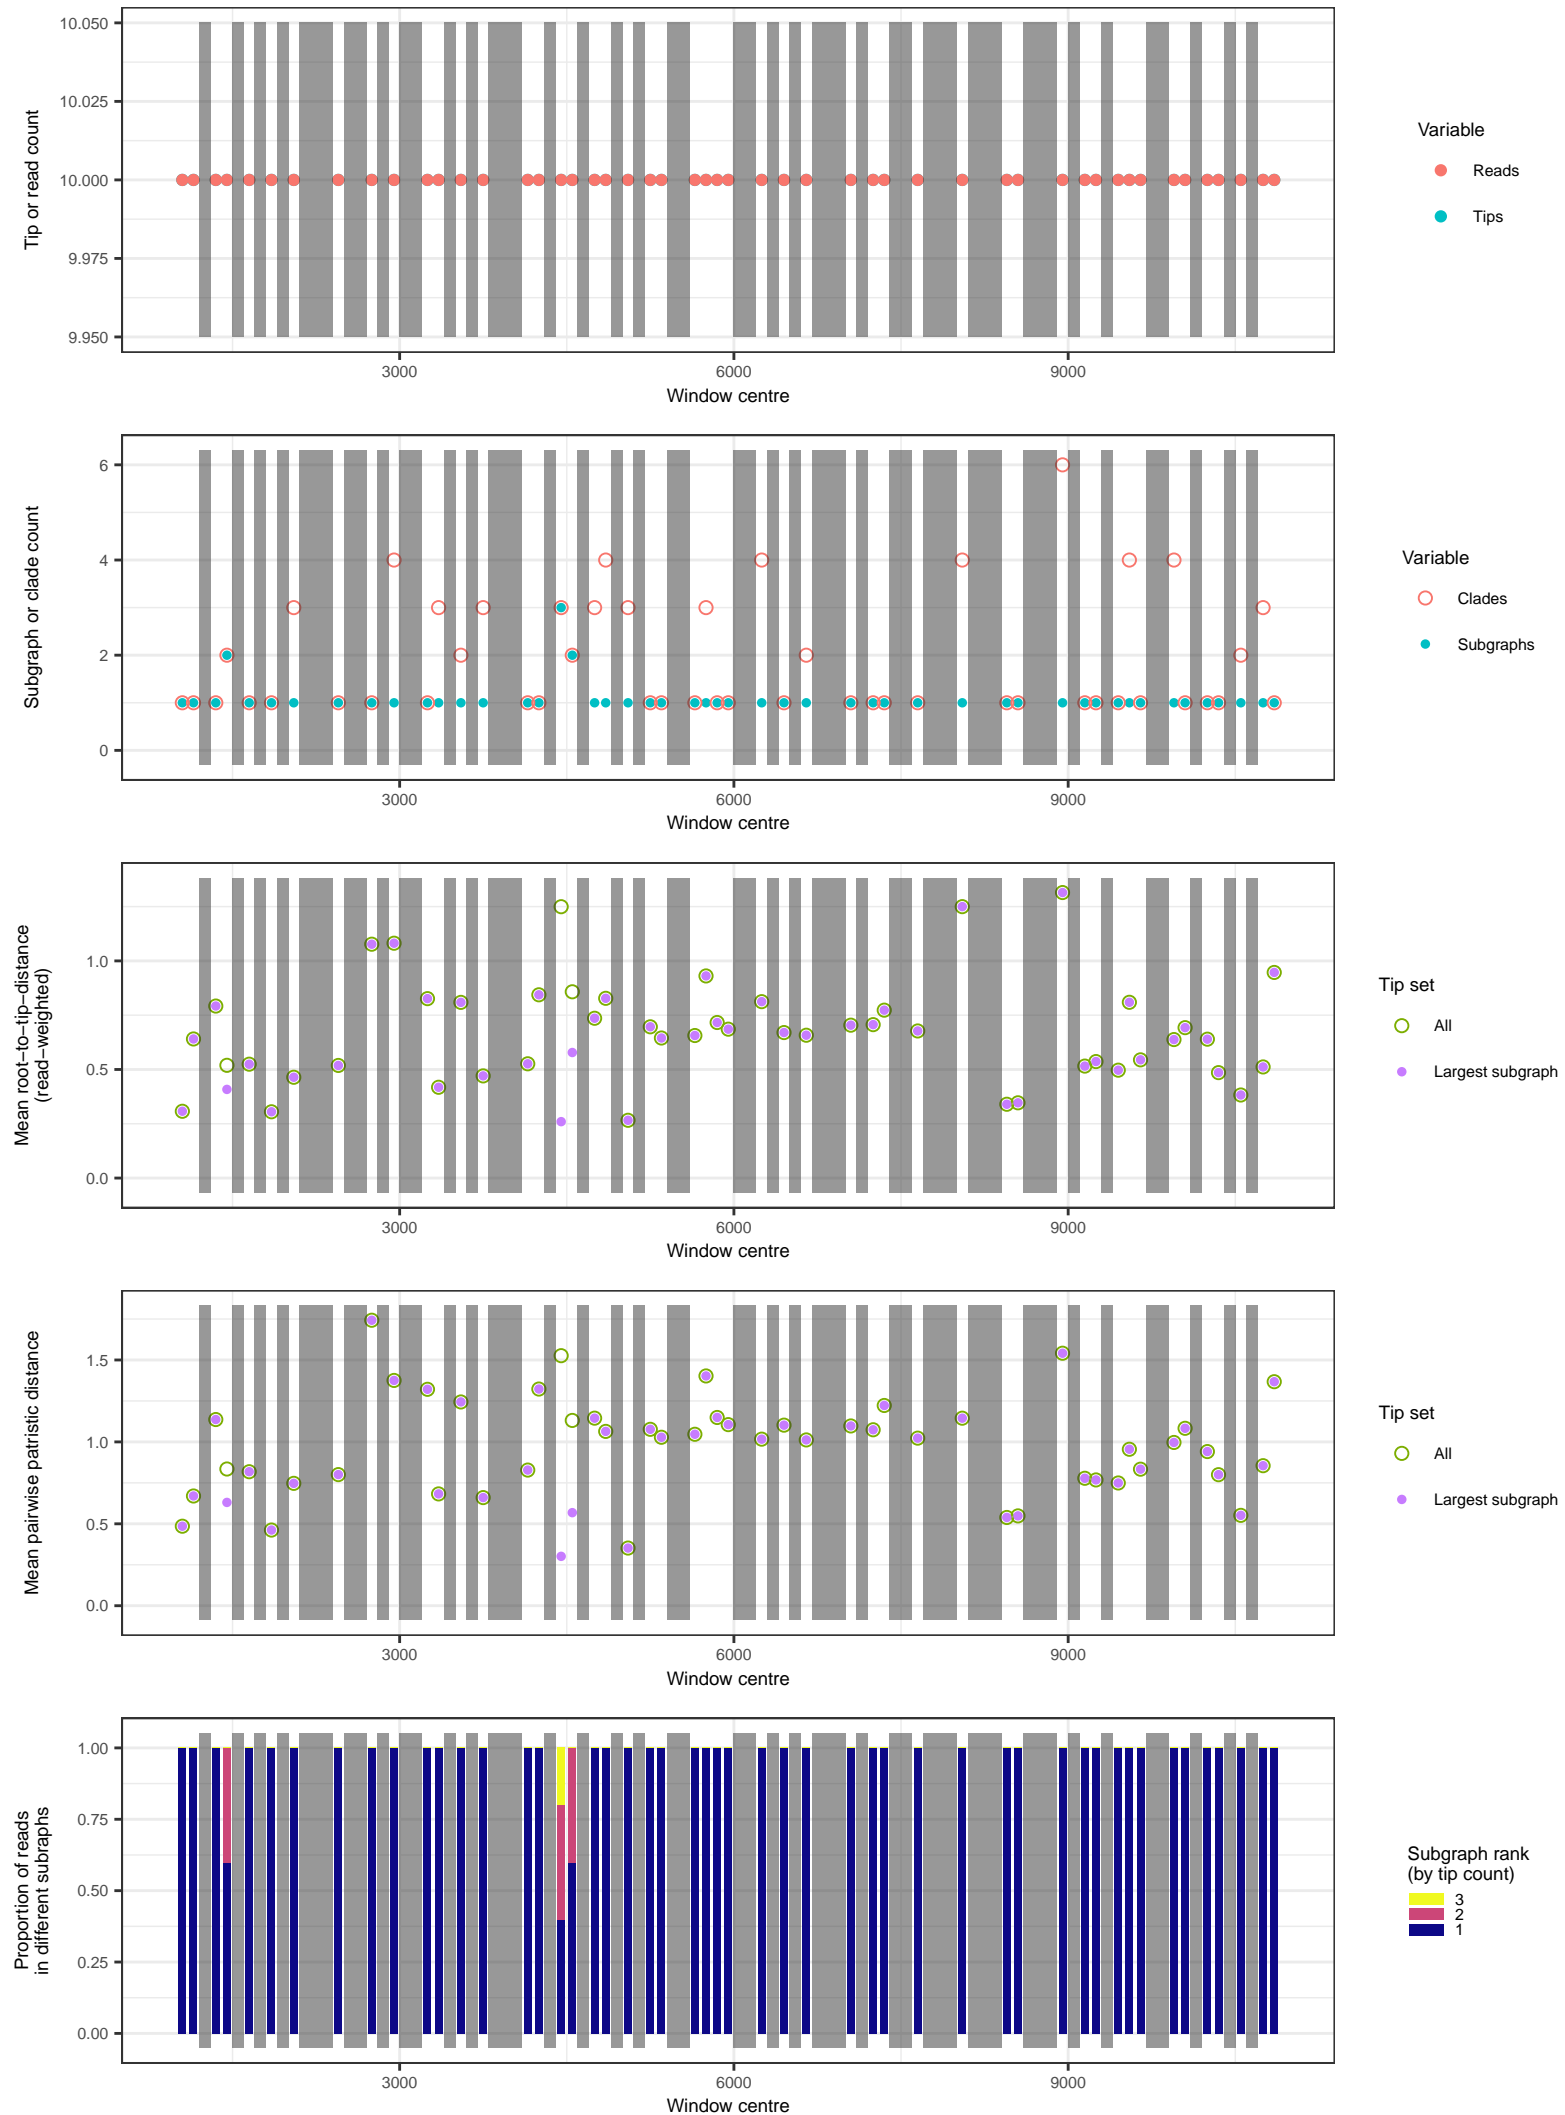 10.050
10.025
10.000
9.975
9.950
Tip or read count
3000
6000
9000
Window centre
Variable
Reads
Tips
6
4
2
0
Subgraph or clade count
3000
6000
9000
Window centre
Variable
Clades
Subgraphs
1.0
0.5
0.0
Mean root−to−tip−distance
(read−weighted)
3000
6000
9000
Window centre
Tip set
All
Largest subgraph
1.5
1.0
0.5
0.0
Mean pairwise patristic distance
3000
6000
9000
Window centre
Tip set
All
Largest subgraph
1.00
0.75
0.50
0.25
0.00
Proportion of reads
in different subraphs
3000
6000
9000
Window centre
Subgraph rank
(by tip count)
3
2
1